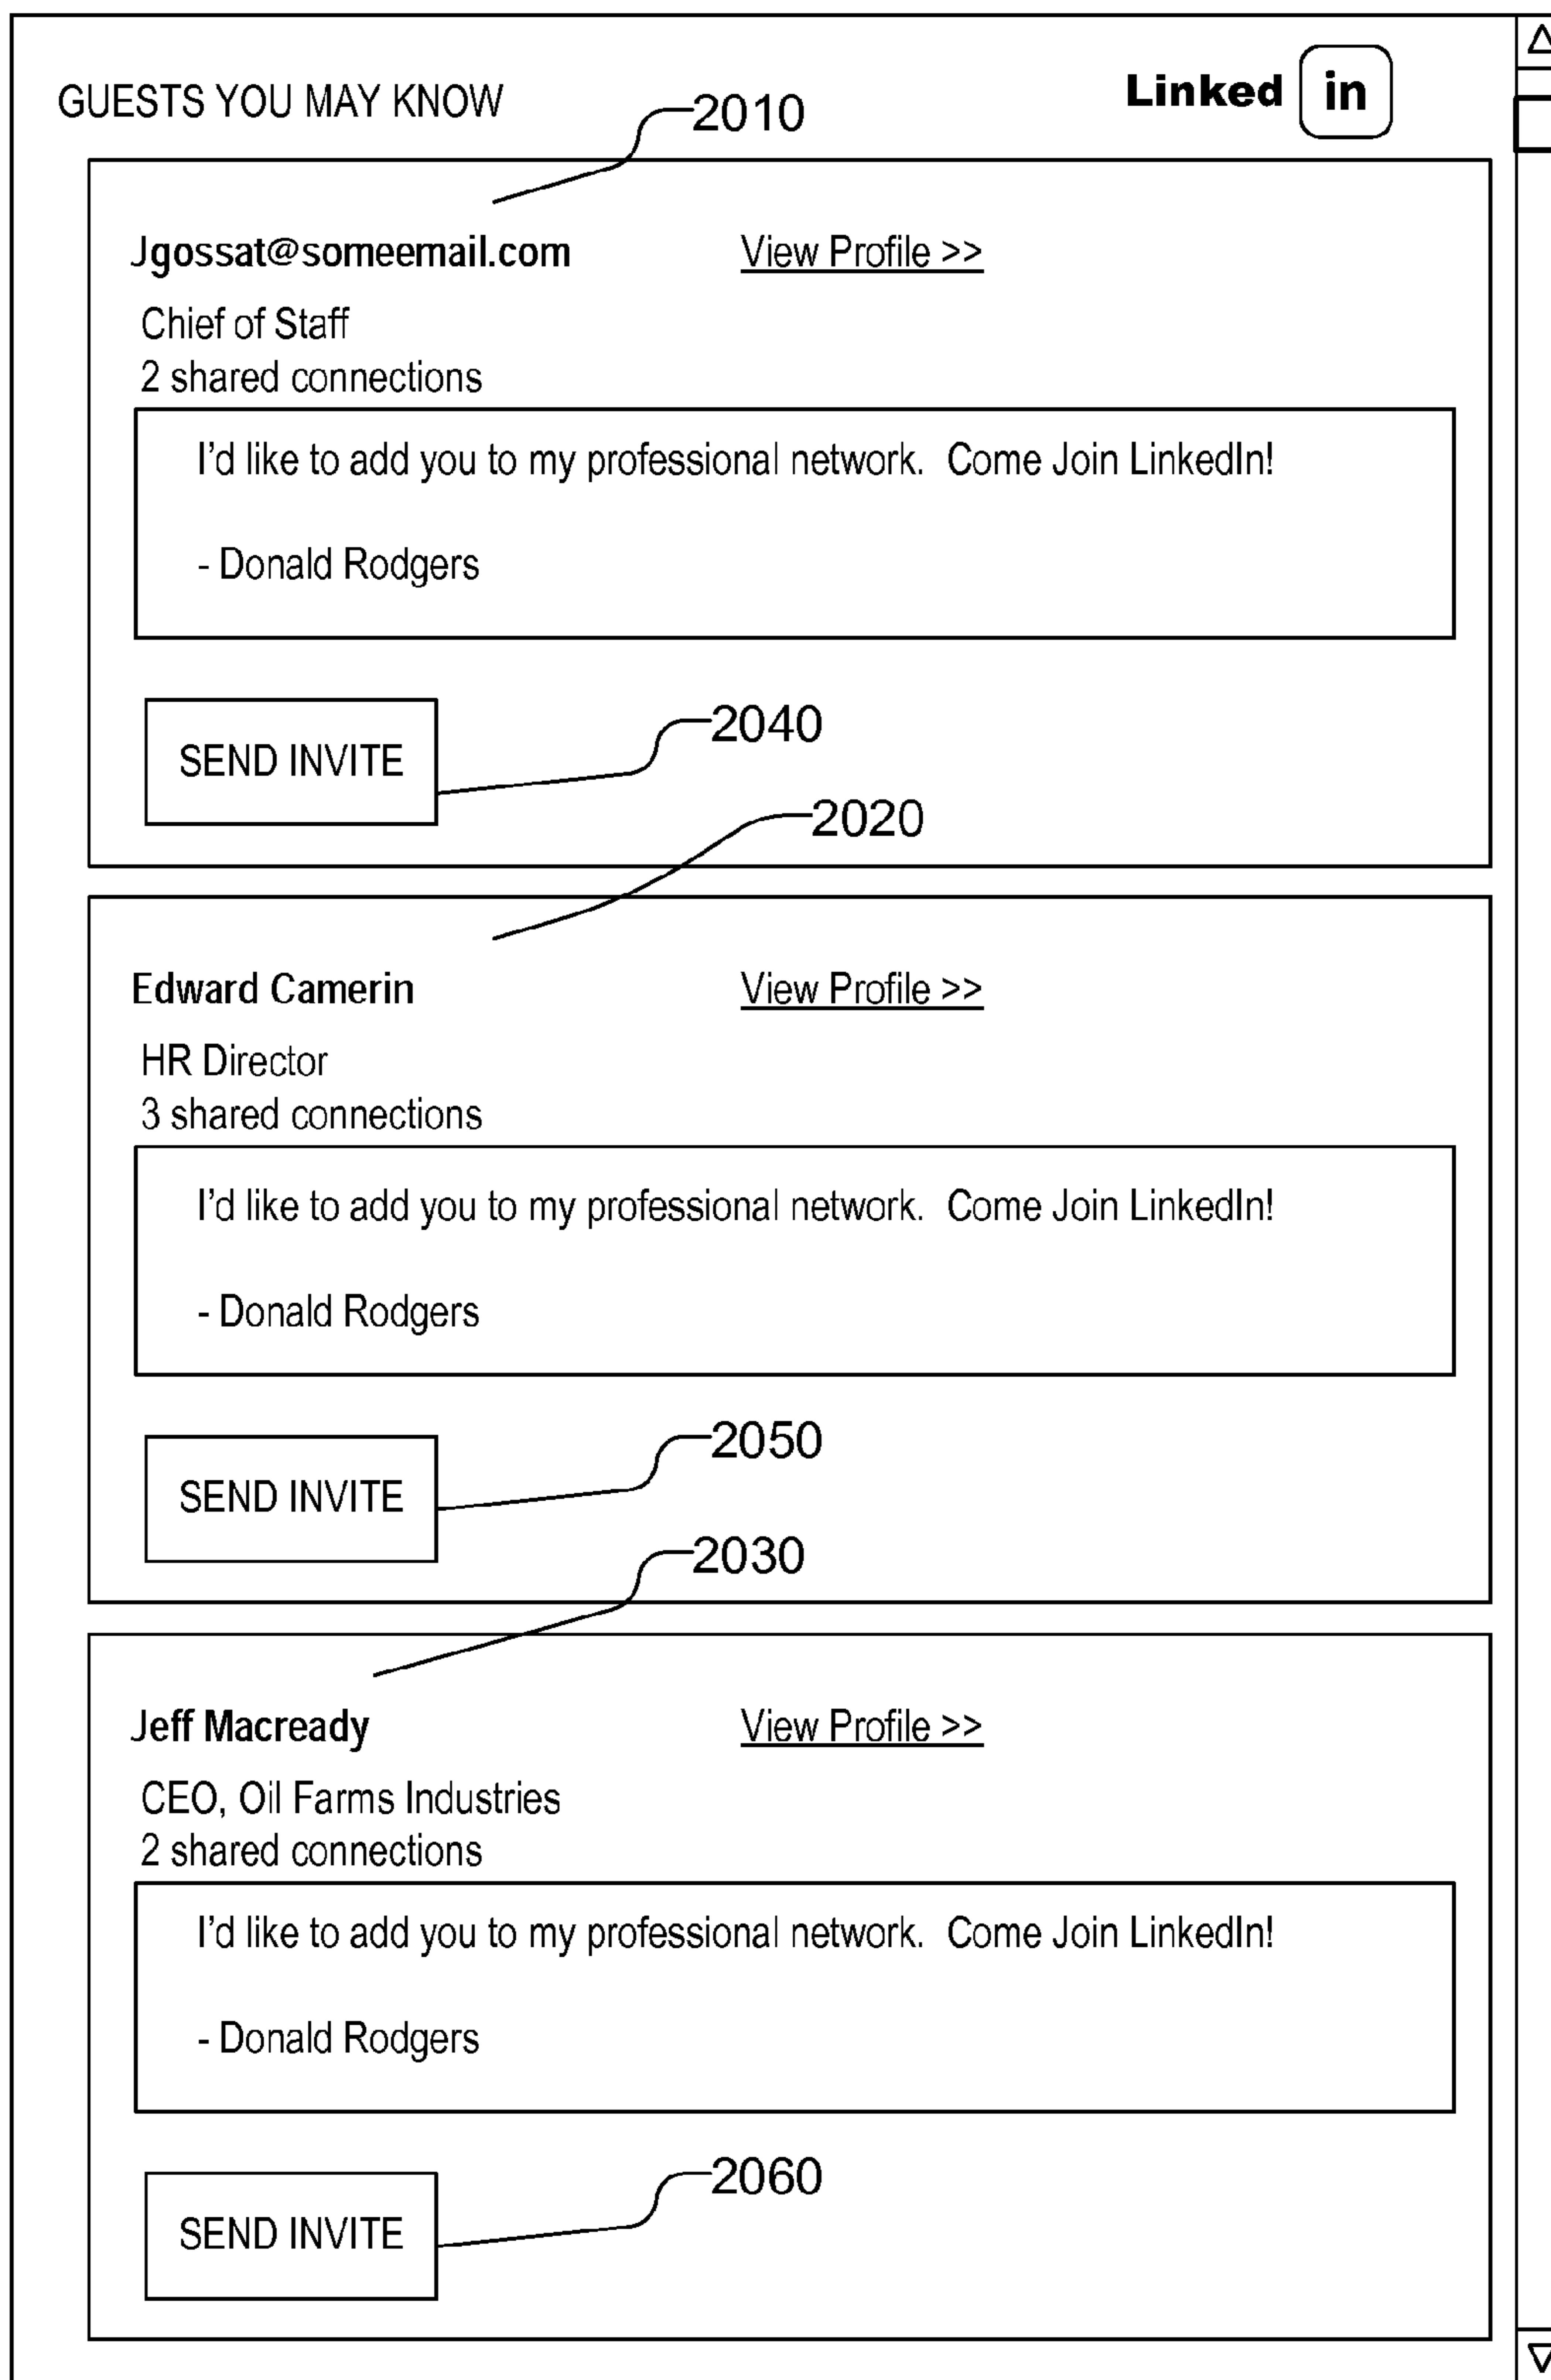 GUESTS YOU MAY KNOW
Linked in
2010
Jgossat@someemail.com View Profile >>
Chief of Staff
2 shared connections
I'd like to add you to my professional network. Come Join LinkedIn!
- Donald Rodgers
2040
SEND INVITE
2020
Edward Camerin View Profile >>
HR Director
3 shared connections
I'd like to add you to my professional network. Come Join LinkedIn!
- Donald Rodgers
2050
SEND INVITE
2030
Jeff Macready View Profile >>
CEO, Oil Farms Industries
2 shared connections
I'd like to add you to my professional network. Come Join LinkedIn!
- Donald Rodgers
2060
SEND INVITE